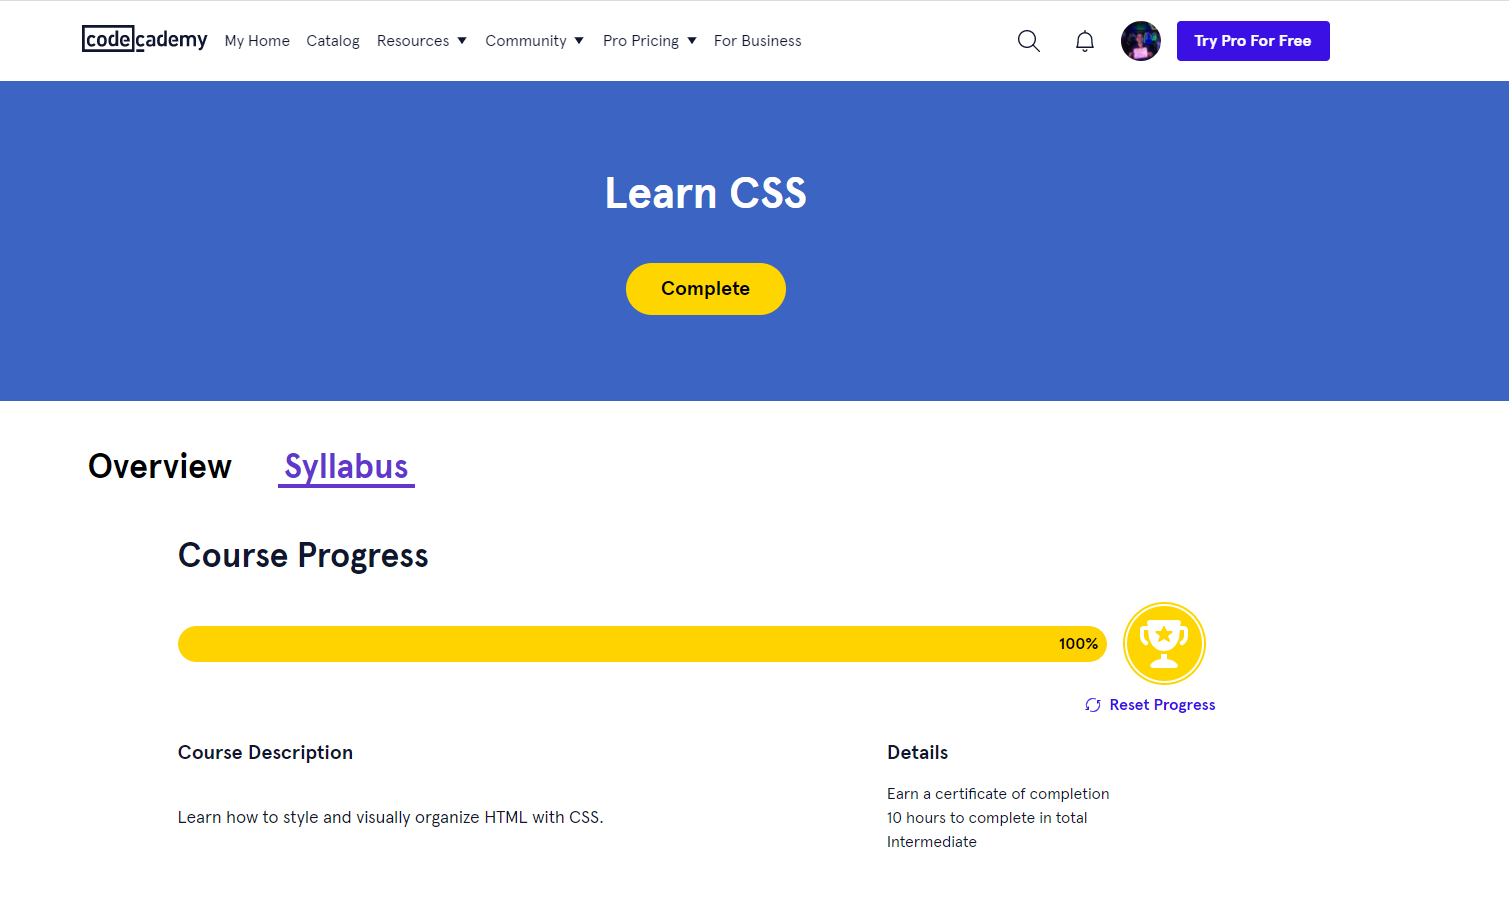 codecademy My Home Catalog Resources Community Pro Pricing For Business Try Pro For Free
Learn CSS
Complete
Overview Syllabus
Course Progress
100%
Reset Progress
Course Description
Learn how to style and visually organize HTML with CSS.
Details
Earn a certificate of completion
10 hours to complete in total
Intermediate